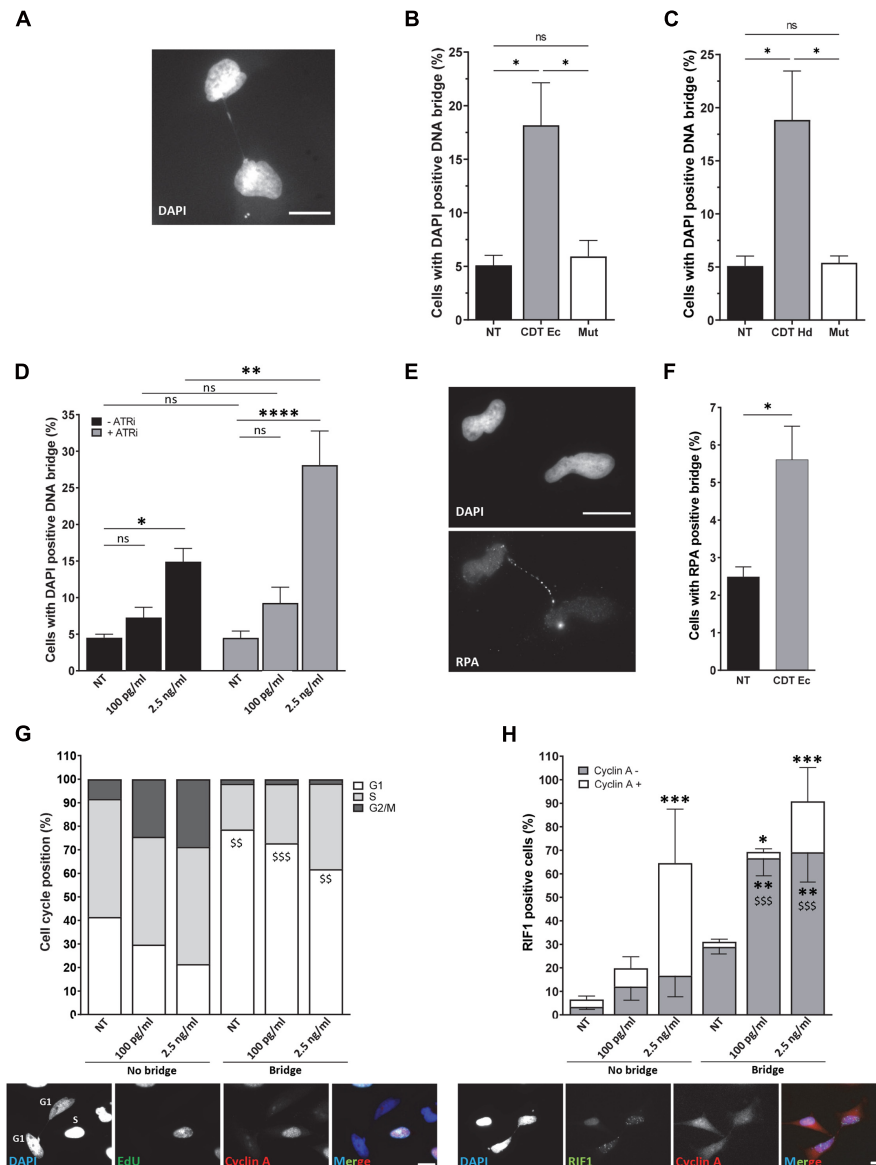 A
DAPI
B
Cells with DAPI positive DNA bridge (%)
25
20
15
10
5
0
ns
*
*
NT
CDT Ec
Mut
C
Cells with DAPI positive DNA bridge (%)
25
20
15
10
5
0
ns
*
*
NT
CDT Hd
Mut
D
Cells with DAPI positive DNA bridge (%)
35
30
25
20
15
10
5
0
- ATRi
+ ATRi
**
ns
ns
****
ns
*
ns
NT
100 pg/ml
2.5 ng/ml
NT
100 pg/ml
2.5 ng/ml
E
DAPI
RPA
F
Cells with RPA positive bridge (%)
7
6
5
4
3
2
1
0
*
NT
CDT Ec
G
Cell cycle position (%)
110
100
90
80
70
60
50
40
30
20
10
0
G1
S
G2/M
$$
$$$
$$
NT
100 pg/ml
2.5 ng/ml
NT
100 pg/ml
2.5 ng/ml
No bridge
Bridge
G1
S
G1
DAPI
EdU
Cyclin A
Merge
H
RIF1 positive cells (%)
110
100
90
80
70
60
50
40
30
20
10
0
Cyclin A -
Cyclin A +
***
*
**
$$$
***
**
$$$
NT
100 pg/ml
2.5 ng/ml
NT
100 pg/ml
2.5 ng/ml
No bridge
Bridge
DAPI
RIF1
Cyclin A
Merge